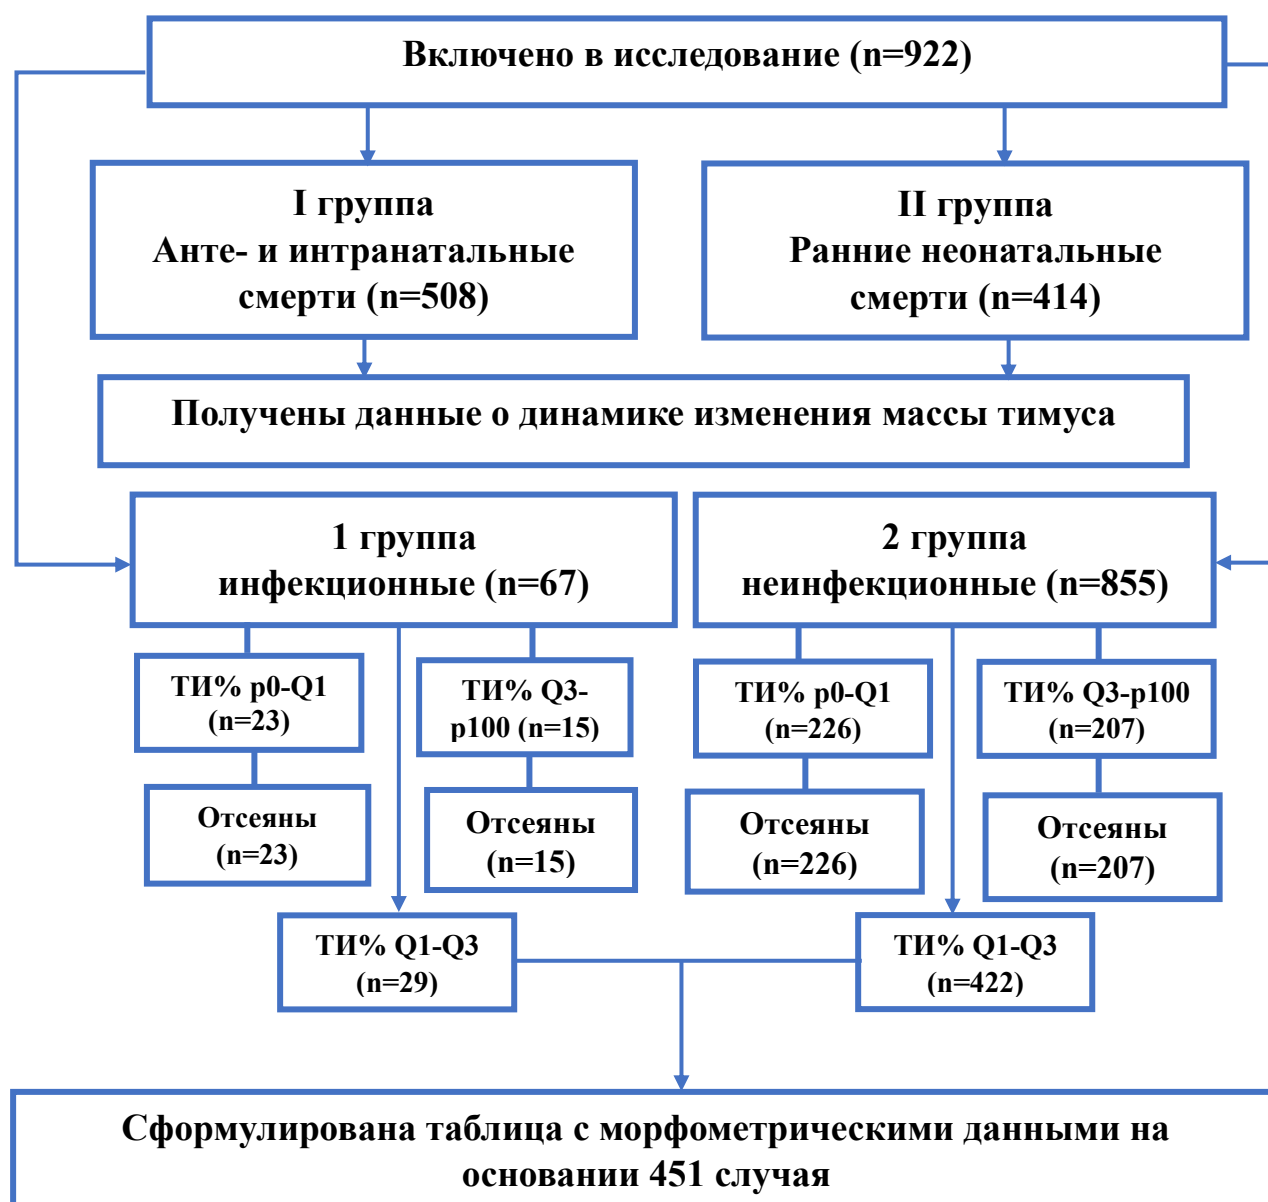 Включено в исследование (n=922)
I группа
Анте- и интранатальные
смерти (n=508)
II группа
Ранние неонатальные
смерти (n=414)
Получены данные о динамике изменения массы тимуса
1 группа
инфекционные (n=67)
2 группа
неинфекционные (n=855)
ТИ% p0-Q1
(n=23)
ТИ% Q3-
p100 (n=15)
ТИ% p0-Q1
(n=226)
ТИ% Q3-p100
(n=207)
Отсеяны
(n=23)
Отсеяны
(n=15)
Отсеяны
(n=226)
Отсеяны
(n=207)
ТИ% Q1-Q3
(n=29)
ТИ% Q1-Q3
(n=422)
Сформулирована таблица с морфометрическими данными на
основании 451 случая